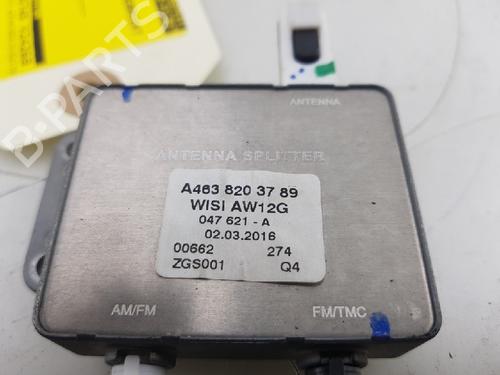 B-PARTS
ANTENNA
ANTENNA SPLITTER
A463 820 37 89
WISI AW12G
047 621 - A
02.03.2016
00662 274
ZGS001 Q4
AM/FM FM/TMC